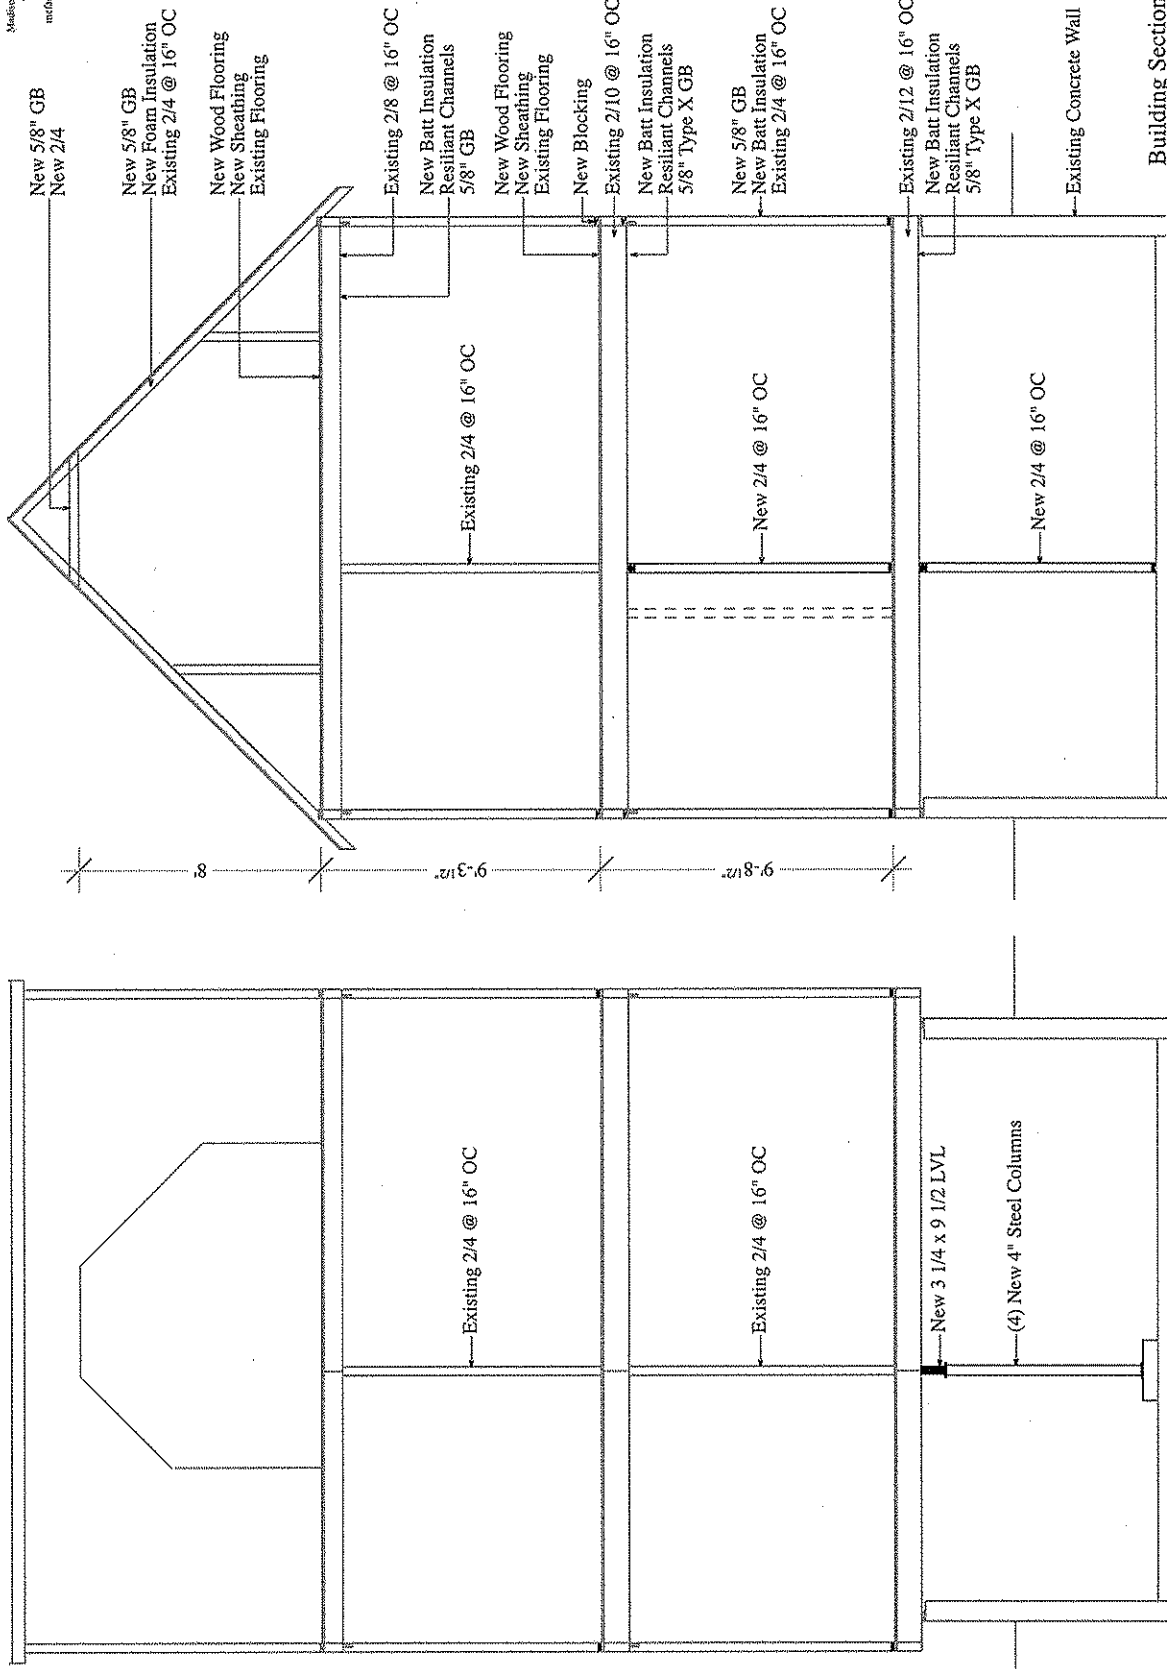 New 5/8" GB
New 2/4
New 5/8" GB
New Foam Insulation
Existing 2/4 @ 16" OC
New Wood Flooring
New Sheathing
Existing Flooring
Existing 2/8 @ 16" OC
New Batt Insulation
Resiliant Channels
5/8" GB
New Wood Flooring
New Sheathing
Existing Flooring
New Blocking
Existing 2/10 @ 16" OC
New Batt Insulation
Resiliant Channels
5/8" Type X GB
New 5/8" GB
New Batt Insulation
Existing 2/4 @ 16" OC
Existing 2/12 @ 16" OC
New Batt Insulation
Resiliant Channels
5/8" Type X GB
Existing Concrete Wall
Building Section
Existing 2/4 @ 16" OC
New 2/4 @ 16" OC
New 2/4 @ 16" OC
8'
9'-3 1/2"
9'-8 1/2"
Existing 2/4 @ 16" OC
Existing 2/4 @ 16" OC
New 3 1/4 x 9 1/2 LVL
(4) New 4" Steel Columns